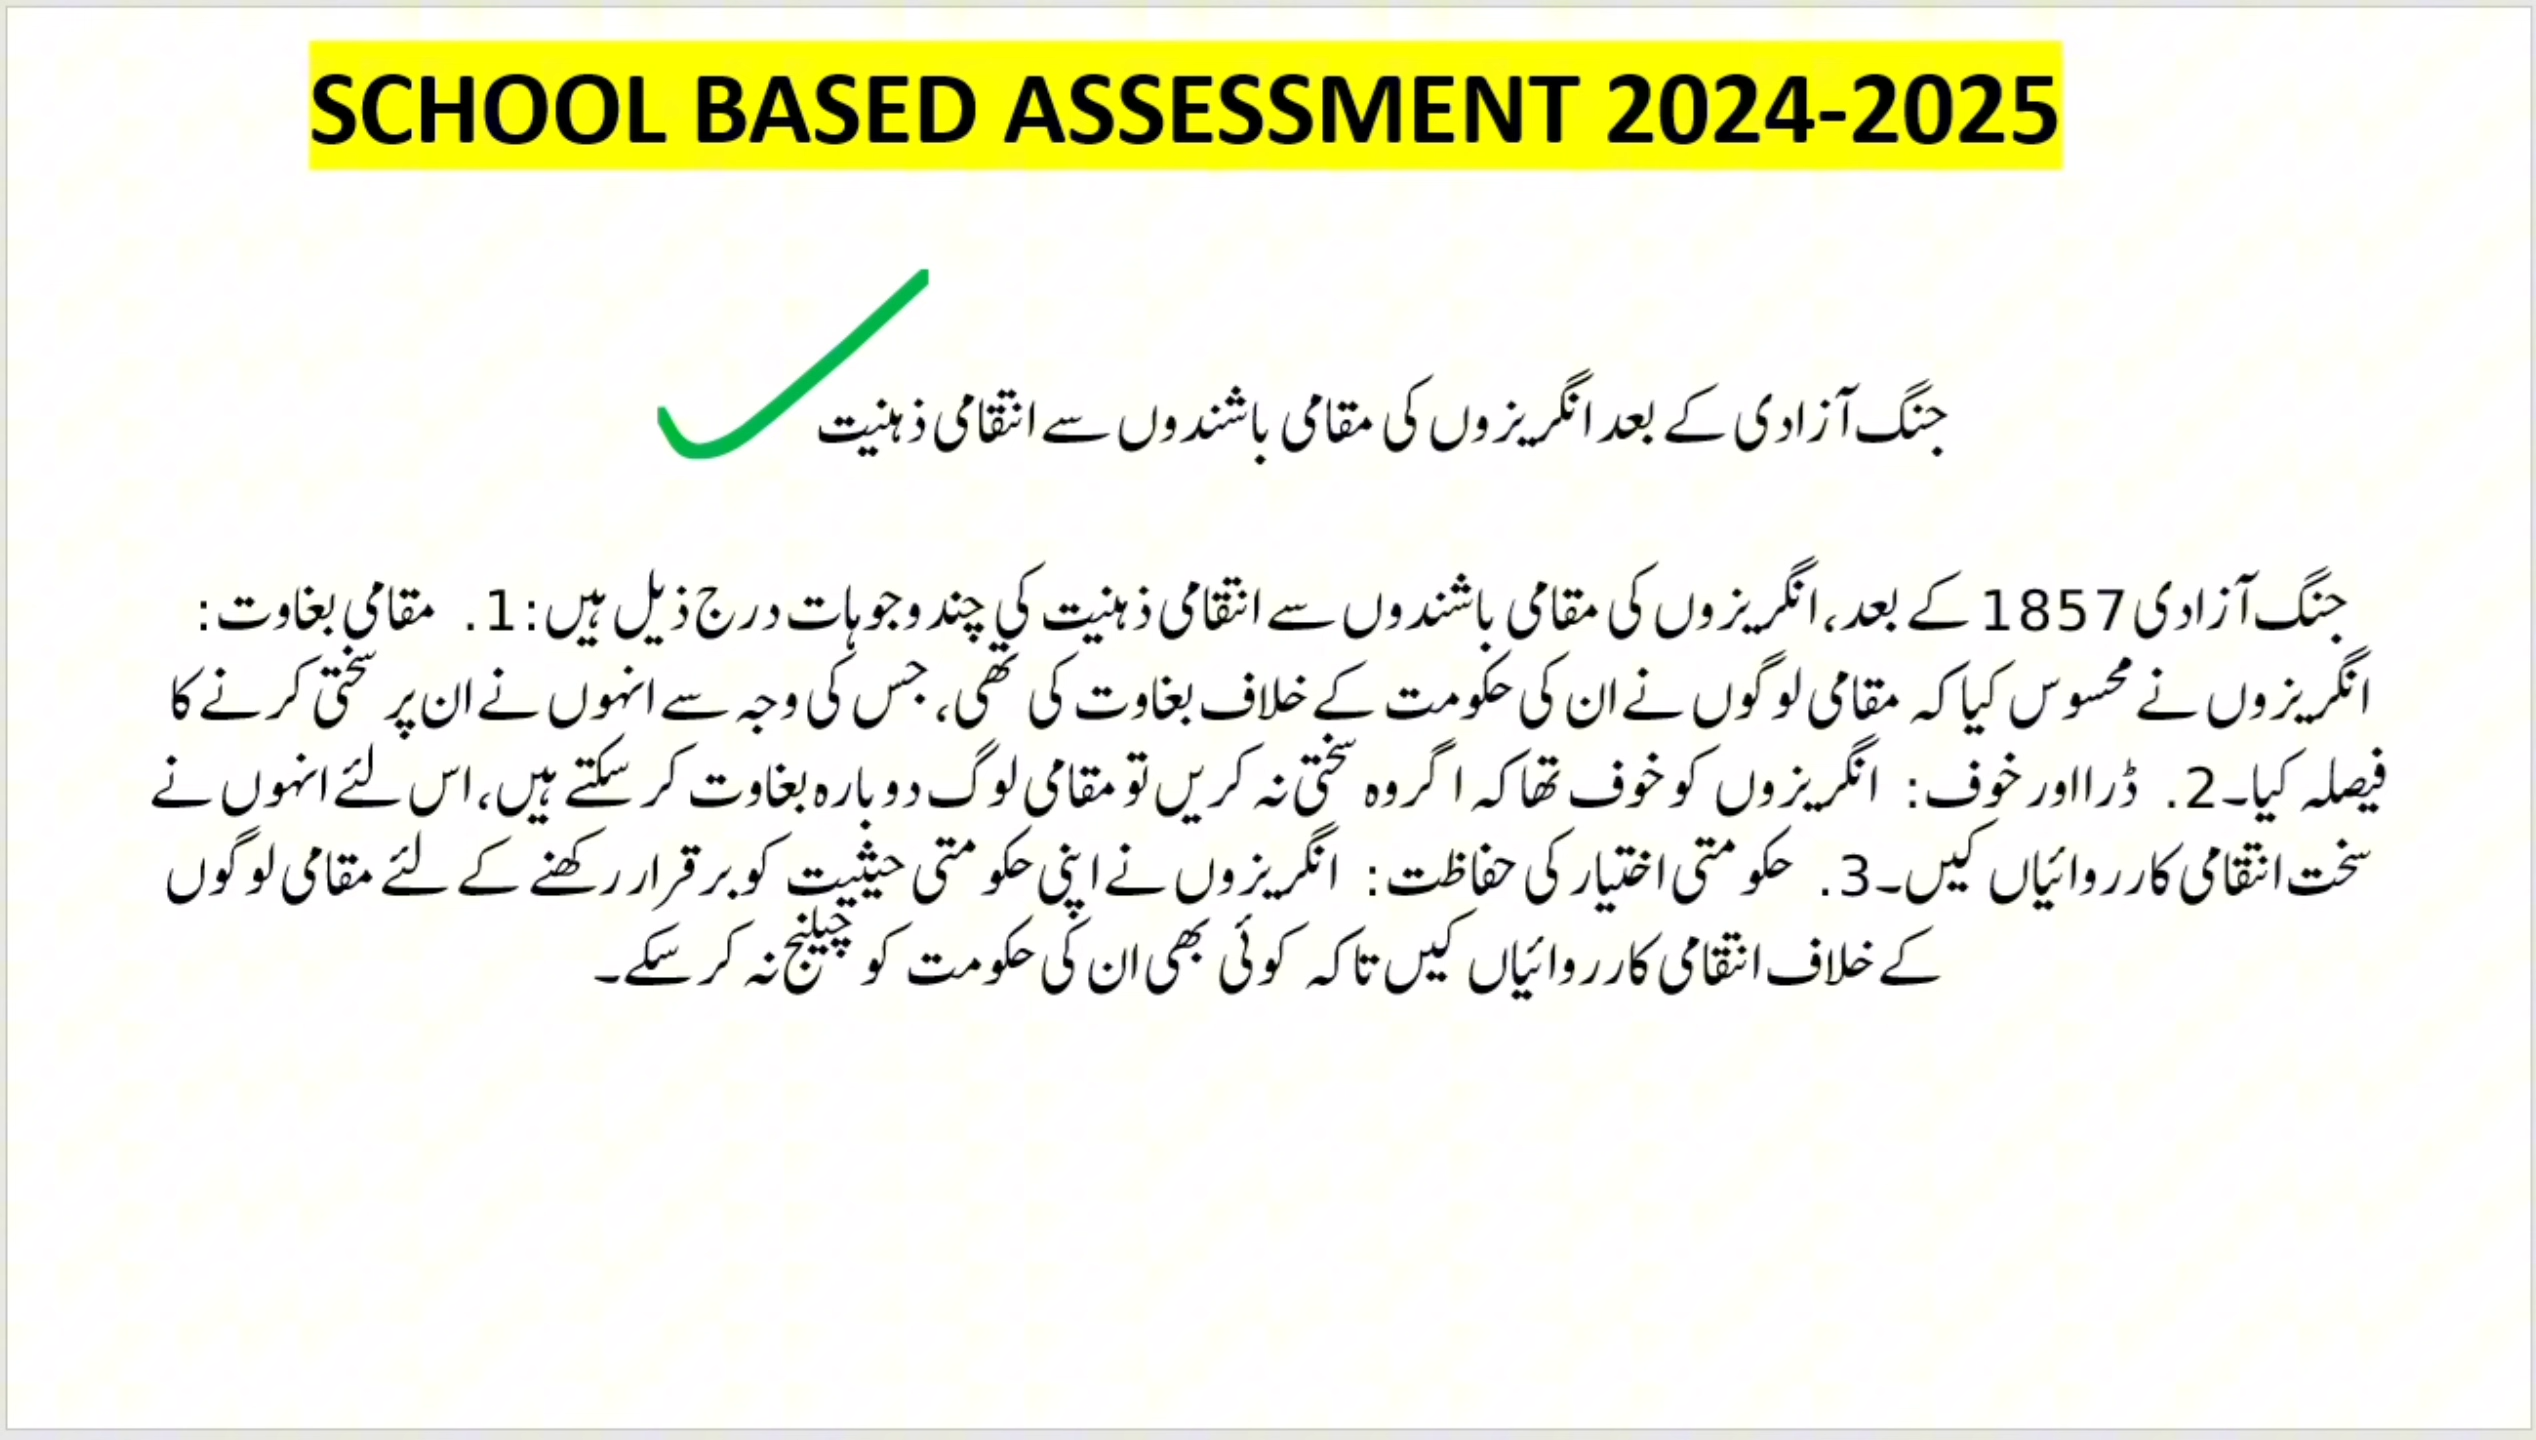 SCHOOL BASED ASSESSMENT 2024-2025
جنگ آزادی کے بعد انگریزوں کی مقامی باشندوں سے انتقامی ذہنیت
جنگ آزادی 1857 کے بعد، انگریزوں کی مقامی باشندوں سے انتقامی ذہنیت کی چند وجوہات درج ذیل ہیں:1. مقامی بغاوت:
انگریزوں نے محسوس کیا کہ مقامی لوگوں نے ان کی حکومت کے خلاف بغاوت کی تھی، جس کی وجہ سے انہوں نے ان پر سختی کرنے کا
فیصلہ کیا۔2. ڈرا اور خوف: انگریزوں کو خوف تھا کہ اگر وہ سختی نہ کریں تو مقامی لوگ دوبارہ بغاوت کر سکتے ہیں، اس لئے انہوں نے
سخت انتقامی کارروائیاں کیں۔3. حکومتی اختیار کی حفاظت: انگریزوں نے اپنی حکومتی حیثیت کو برقرار رکھنے کے لئے مقامی لوگوں
کے خلاف انتقامی کارروائیاں کیں تاکہ کوئی بھی ان کی حکومت کو چیلنج نہ کر سکے۔